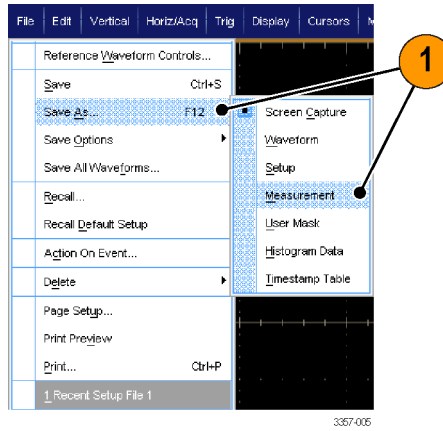 File Edit Vertical Horiz/Acq Trig Display Cursors
Reference Waveform Controls...
Save Ctrl+S
Save As... F12
Save Options
Save All Waveforms...
Recall...
Recall Default Setup
Action On Event...
Delete
Page Setup...
Print Preview
Print... Ctrl+P
1 Recent Setup File 1
Screen Capture
Waveform
Setup
Measurement
User Mask
Histogram Data
Timestamp Table
1
3357-005